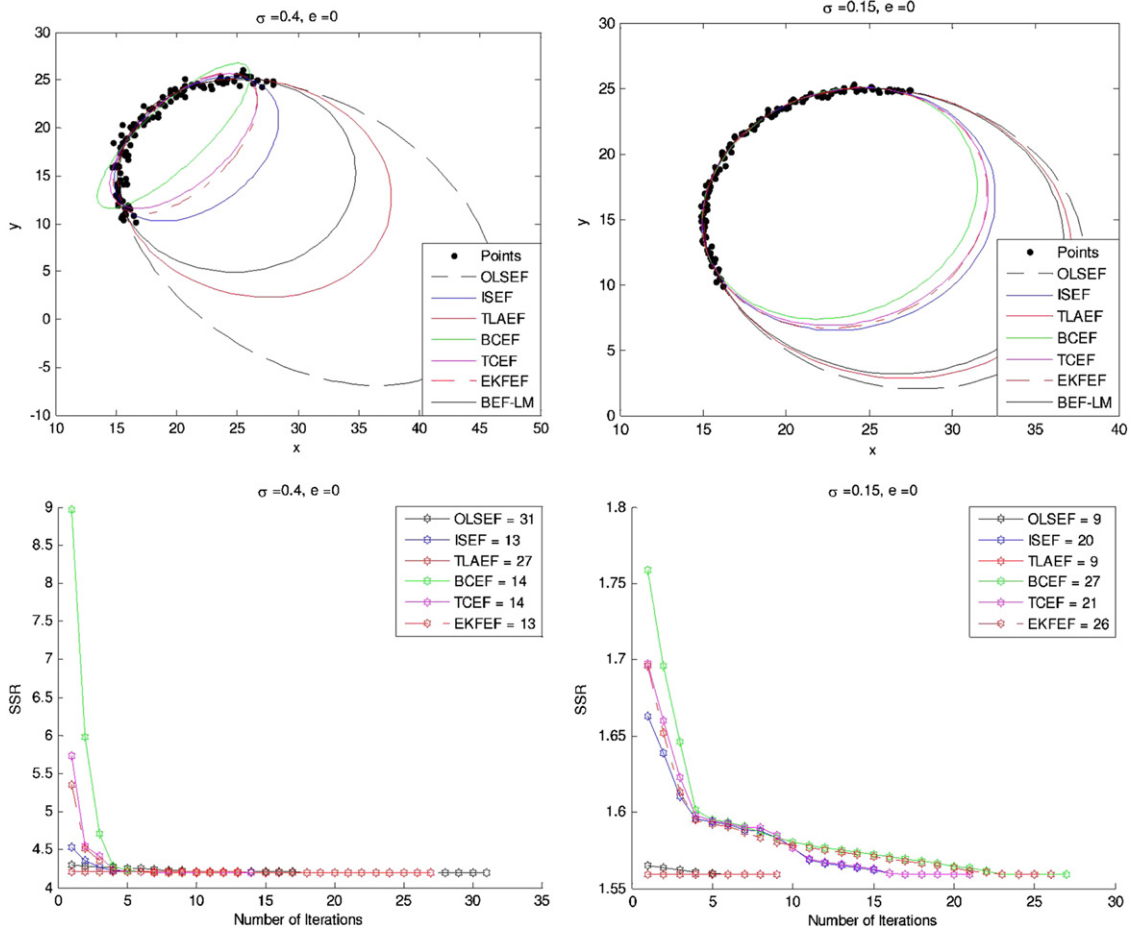 σ =0.4, e =0
30
25
20
15
10
5
0
-5
-10
y
10
15
20
25
30
35
40
45
50
x
Points
OLSEF
ISEF
TLAEF
BCEF
TCEF
EKFEF
BEF-LM
σ =0.15, e =0
30
25
20
15
10
5
0
y
10
15
20
25
30
35
40
x
Points
OLSEF
ISEF
TLAEF
BCEF
TCEF
EKFEF
BEF-LM
σ =0.4, e =0
9
8.5
8
7.5
7
6.5
6
5.5
5
4.5
4
SSR
0
5
10
15
20
25
30
35
Number of Iterations
OLSEF = 31
ISEF = 13
TLAEF = 27
BCEF = 14
TCEF = 14
EKFEF = 13
σ =0.15, e =0
1.8
1.75
1.7
1.65
1.6
1.55
SSR
0
5
10
15
20
25
30
Number of Iterations
OLSEF = 9
ISEF = 20
TLAEF = 9
BCEF = 27
TCEF = 21
EKFEF = 26